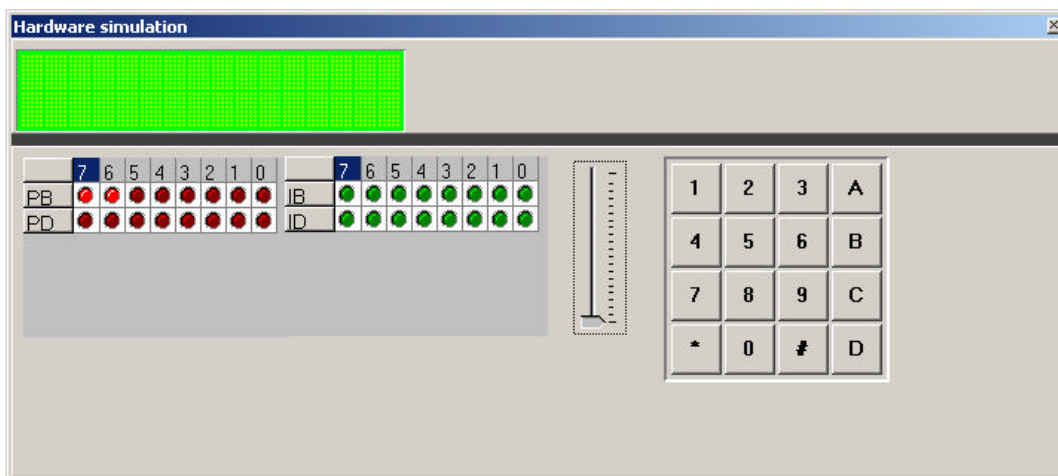 Hardware simulation
7 6 5 4 3 2 1 0
PB
PD
7 6 5 4 3 2 1 0
IB
ID
1 2 3 A
4 5 6 B
7 8 9 C
* 0 # D